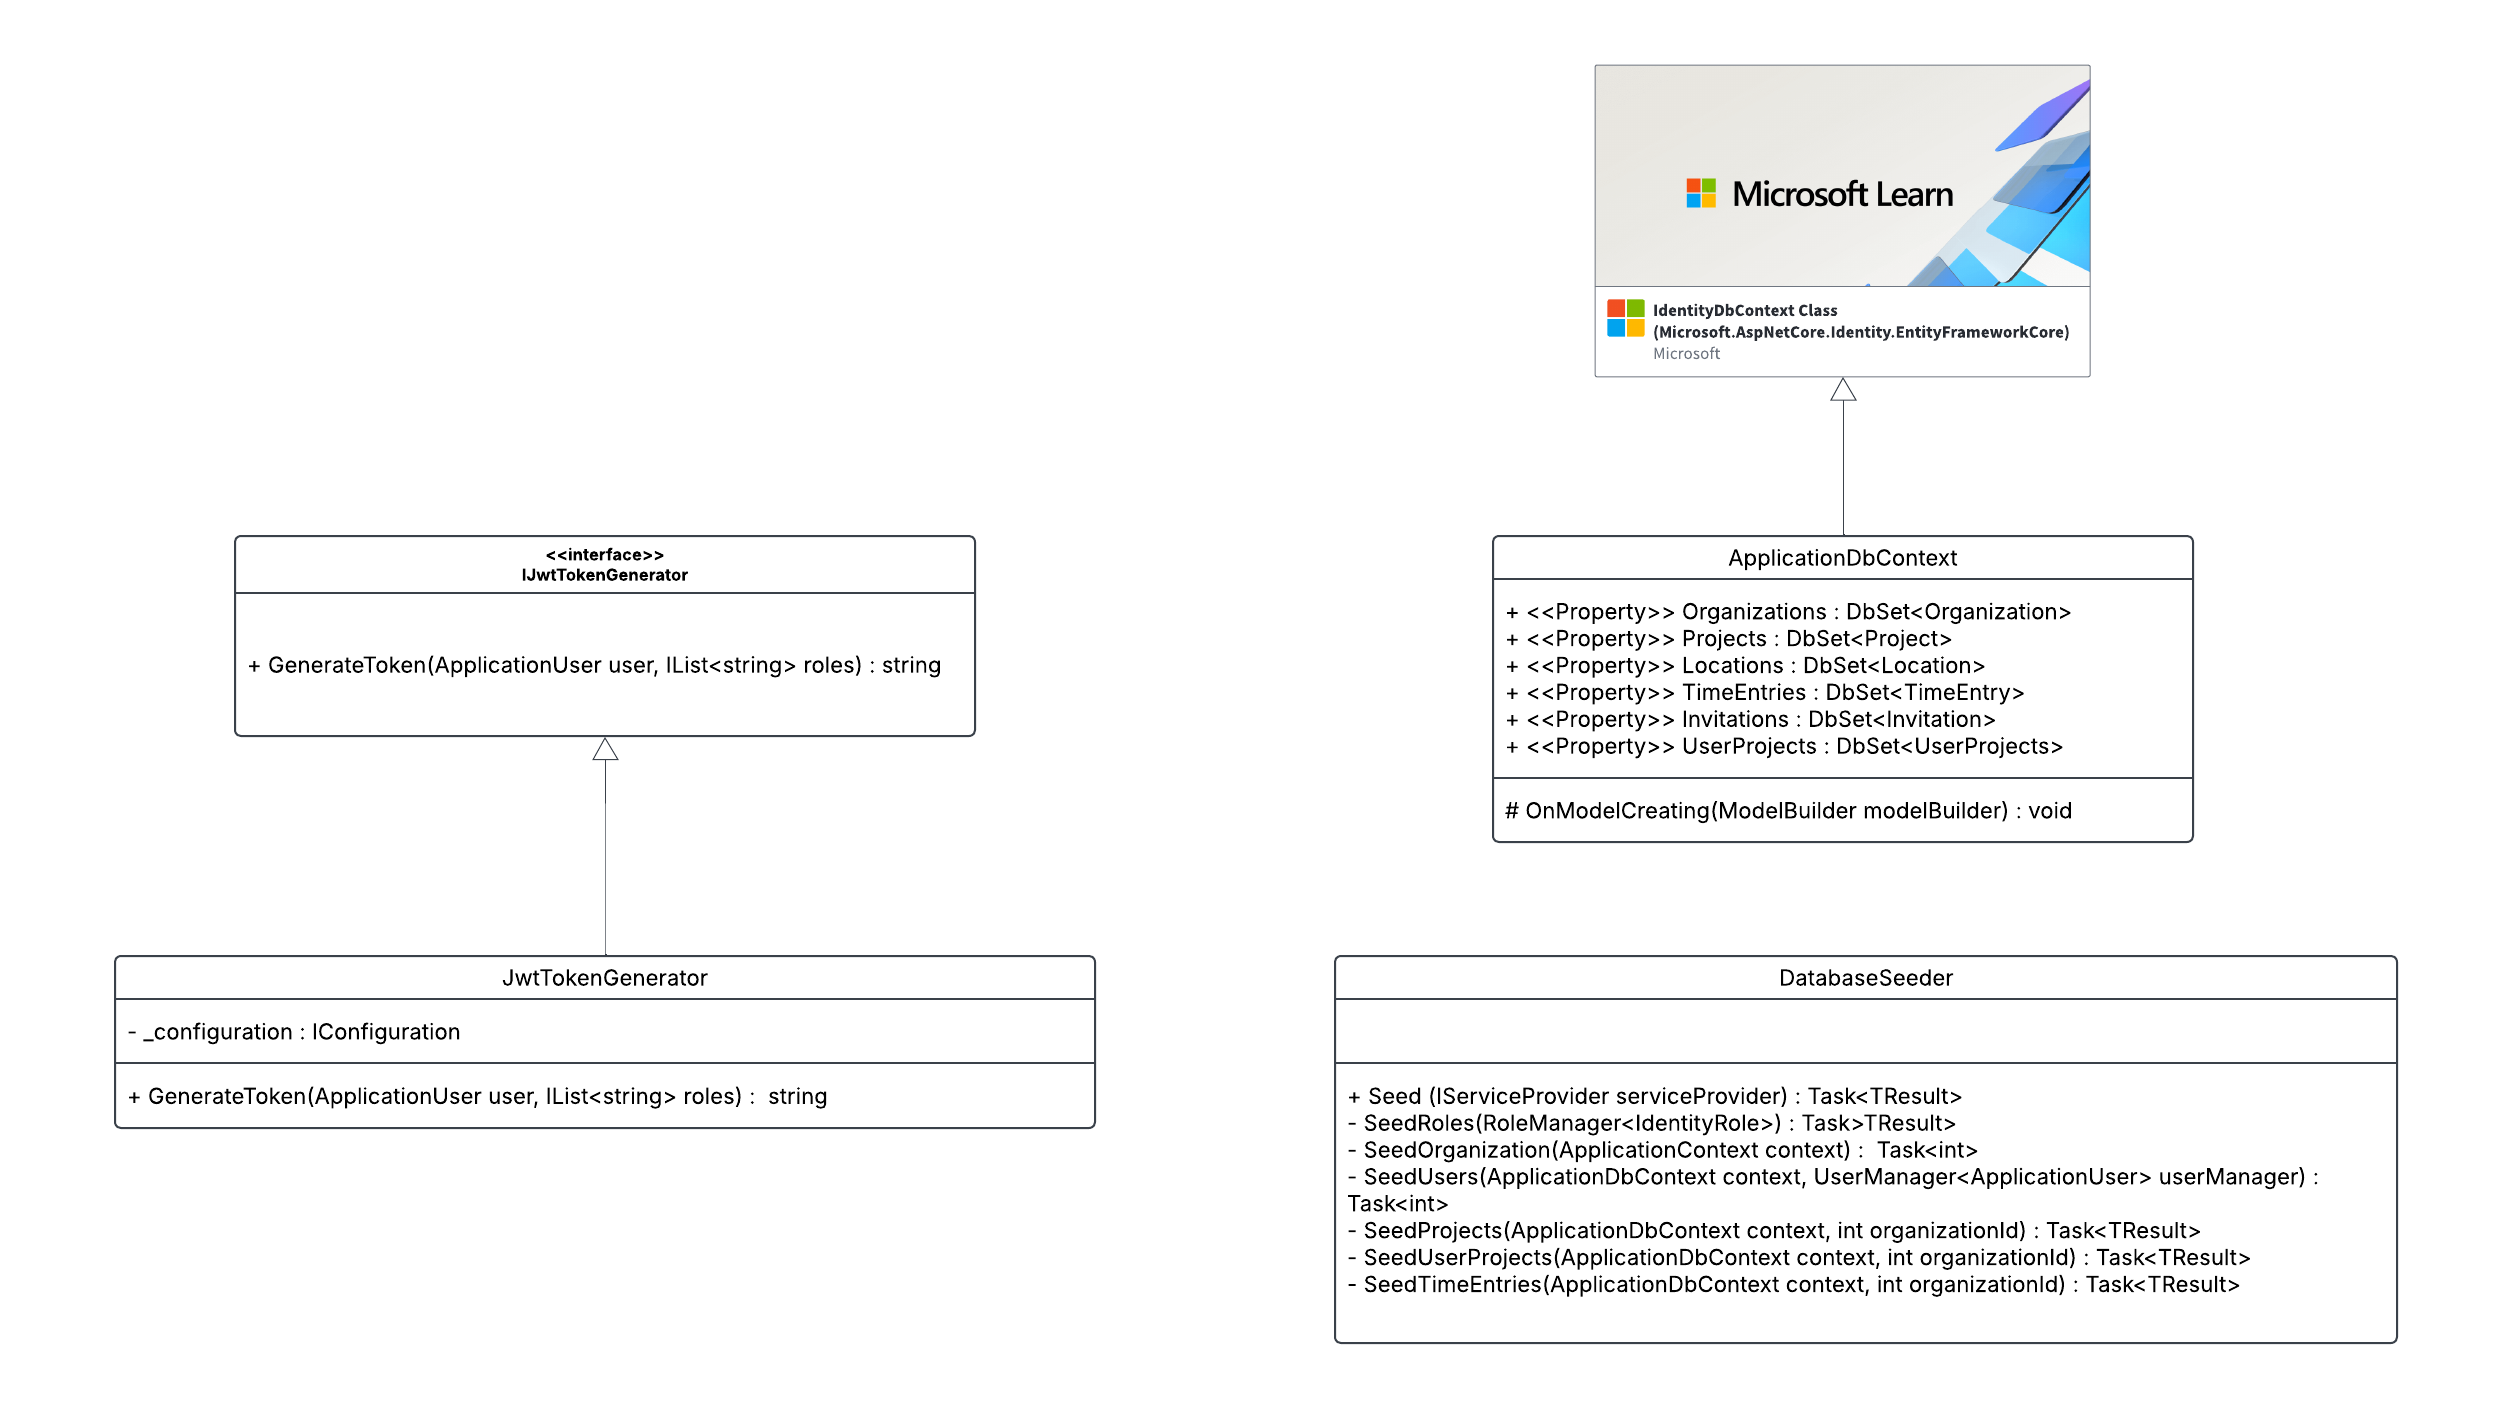 Microsoft Learn
IdentityDbContext Class
(Microsoft.AspNetCore.Identity.EntityFrameworkCore)
Microsoft
<<interface>>
IJwtTokenGenerator
+ GenerateToken(ApplicationUser user, IList<string> roles) : string
ApplicationDbContext
+ <<Property>> Organizations : DbSet<Organization>
+ <<Property>> Projects : DbSet<Project>
+ <<Property>> Locations : DbSet<Location>
+ <<Property>> TimeEntries : DbSet<TimeEntry>
+ <<Property>> Invitations : DbSet<Invitation>
+ <<Property>> UserProjects : DbSet<UserProjects>
# OnModelCreating(ModelBuilder modelBuilder) : void
JwtTokenGenerator
- _configuration : IConfiguration
+ GenerateToken(ApplicationUser user, IList<string> roles) :  string
DatabaseSeeder
+ Seed (IServiceProvider serviceProvider) : Task<TResult>
- SeedRoles(RoleManager<IdentityRole>) : Task>TResult>
- SeedOrganization(ApplicationContext context) :  Task<int>
- SeedUsers(ApplicationDbContext context, UserManager<ApplicationUser> userManager) :
Task<int>
- SeedProjects(ApplicationDbContext context, int organizationId) : Task<TResult>
- SeedUserProjects(ApplicationDbContext context, int organizationId) : Task<TResult>
- SeedTimeEntries(ApplicationDbContext context, int organizationId) : Task<TResult>